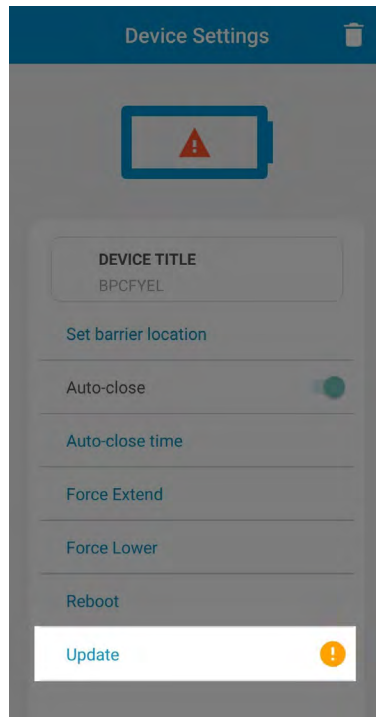 Device Settings
DEVICE TITLE
BPCFYEL
Set barrier location
Auto-close
Auto-close time
Force Extend
Force Lower
Reboot
Update